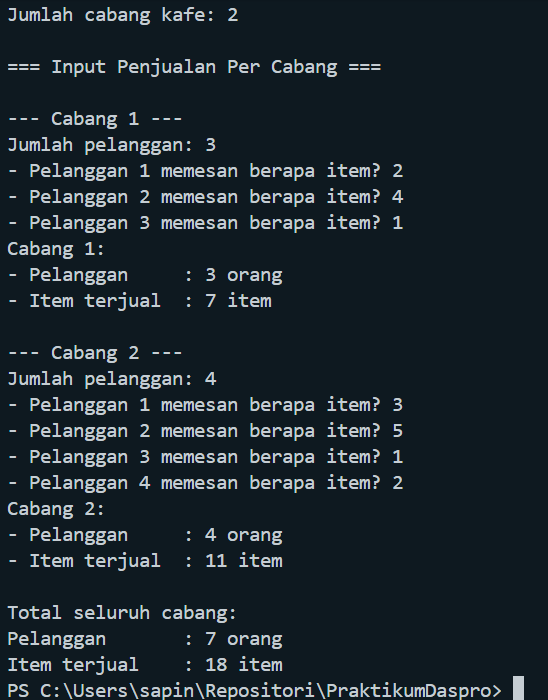 Jumlah cabang kafe: 2
=== Input Penjualan Per Cabang ===
--- Cabang 1 ---
Jumlah pelanggan: 3
- Pelanggan 1 memesan berapa item? 2
- Pelanggan 2 memesan berapa item? 4
- Pelanggan 3 memesan berapa item? 1
Cabang 1:
- Pelanggan     : 3 orang
- Item terjual  : 7 item
--- Cabang 2 ---
Jumlah pelanggan: 4
- Pelanggan 1 memesan berapa item? 3
- Pelanggan 2 memesan berapa item? 5
- Pelanggan 3 memesan berapa item? 1
- Pelanggan 4 memesan berapa item? 2
Cabang 2:
- Pelanggan     : 4 orang
- Item terjual  : 11 item
Total seluruh cabang:
Pelanggan       : 7 orang
Item terjual    : 18 item
PS C:\Users\sapin\Repositori\PraktikumDaspro>